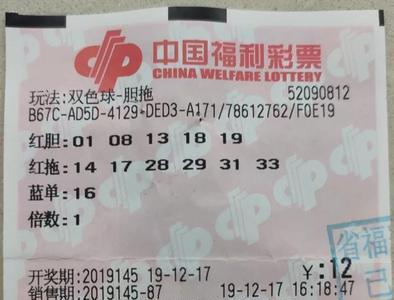 中国福利彩票
CHINA WELFARE LOTTERY
玩法:双色球-胆拖 52090812
B67C-AD5D-4129-DED3-A171/78612762/F0E19
红胆:01 08 13 18 19
红拖:14 17 28 29 31 33
蓝单:16
倍数:1
省福
已
开奖期:2019145 19-12-17 ¥:12
销售期:2019145-87 19-12-17 16:18:47